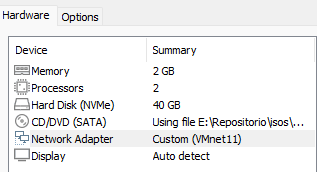 Hardware Options
Device Summary
Memory 2 GB
Processors 2
Hard Disk (NVMe) 40 GB
CD/DVD (SATA) Using file E:\Repositorio\isos\...
Network Adapter Custom (VMnet11)
Display Auto detect